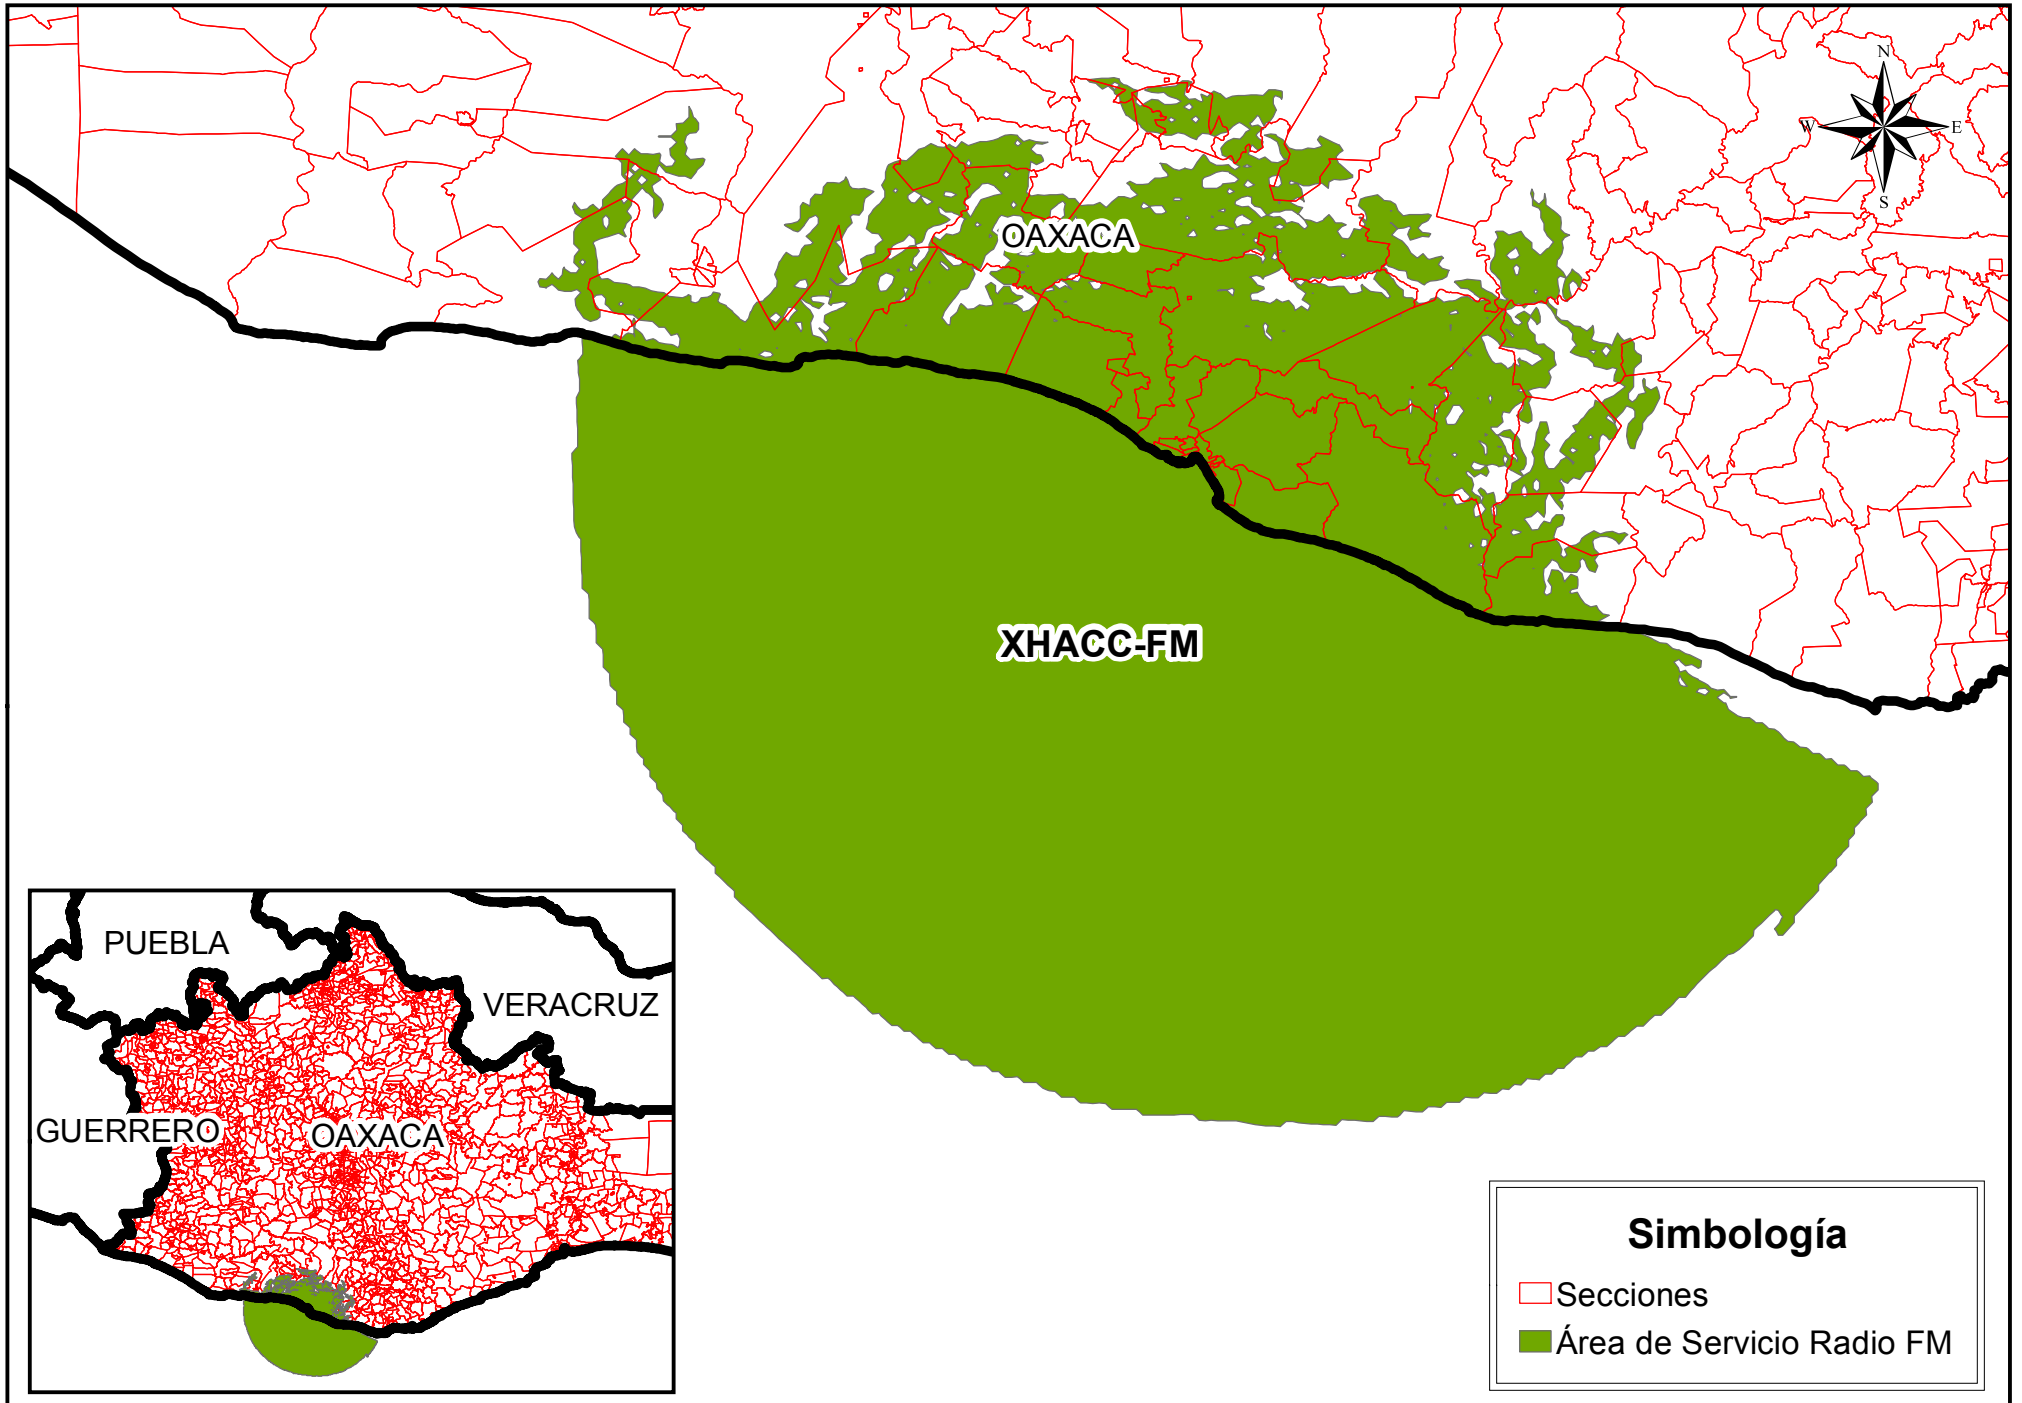 N
W
E
S
OAXACA
XHACC-FM
PUEBLA
VERACRUZ
GUERRERO
OAXACA
Simbología
Secciones
Área de Servicio Radio FM